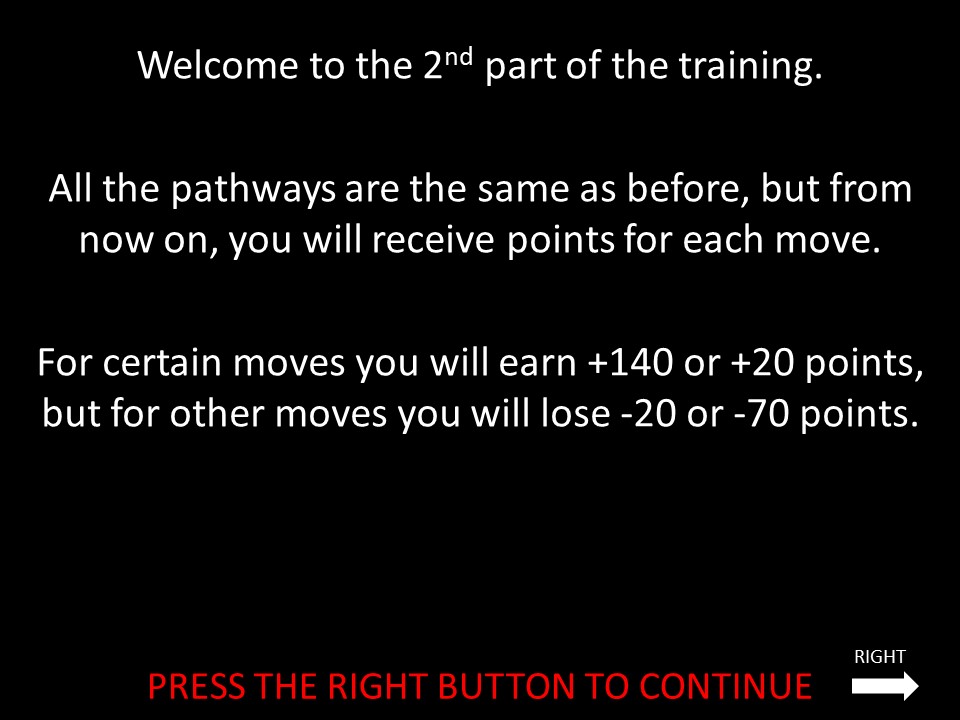 Welcome to the 2nd part of the training.
All the pathways are the same as before, but from
now on, you will receive points for each move.
For certain moves you will earn +140 or +20 points,
but for other moves you will lose -20 or -70 points.
RIGHT
PRESS THE RIGHT BUTTON TO CONTINUE